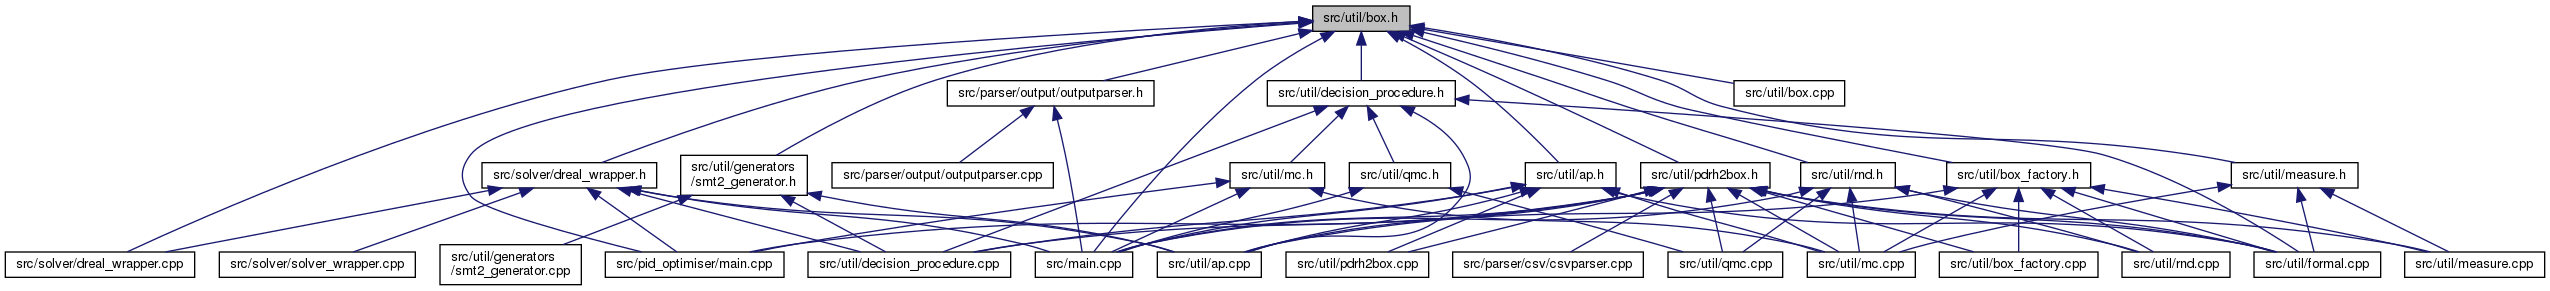 src/util/box.h
src/parser/output/outputparser.h
src/util/decision_procedure.h
src/util/box.cpp
src/solver/dreal_wrapper.h
src/util/generators
/smt2_generator.h
src/parser/output/outputparser.cpp
src/util/mc.h
src/util/qmc.h
src/util/ap.h
src/util/pdrh2box.h
src/util/rnd.h
src/util/box_factory.h
src/util/measure.h
src/solver/dreal_wrapper.cpp
src/solver/solver_wrapper.cpp
src/util/generators
/smt2_generator.cpp
src/pid_optimiser/main.cpp
src/util/decision_procedure.cpp
src/main.cpp
src/util/ap.cpp
src/util/pdrh2box.cpp
src/parser/csv/csvparser.cpp
src/util/qmc.cpp
src/util/mc.cpp
src/util/box_factory.cpp
src/util/rnd.cpp
src/util/formal.cpp
src/util/measure.cpp